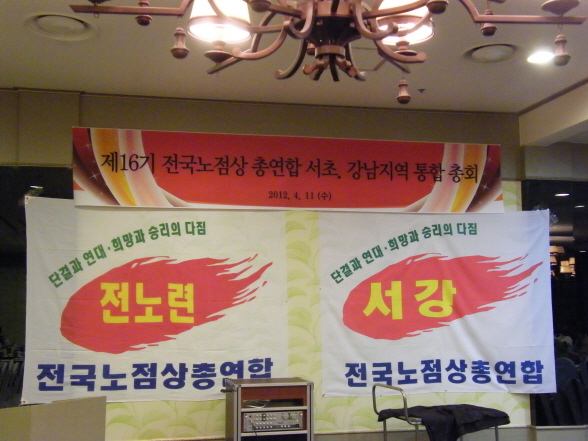 제16기 전국노점상 총연합 서초, 강남지역 통합 총회
2012. 4. 11 (수)
단결과 연대·희망과 승리의 다짐
전노련
전국노점상총연합
단결과 연대·희망과 승리의 다짐
서강
전국노점상총연합